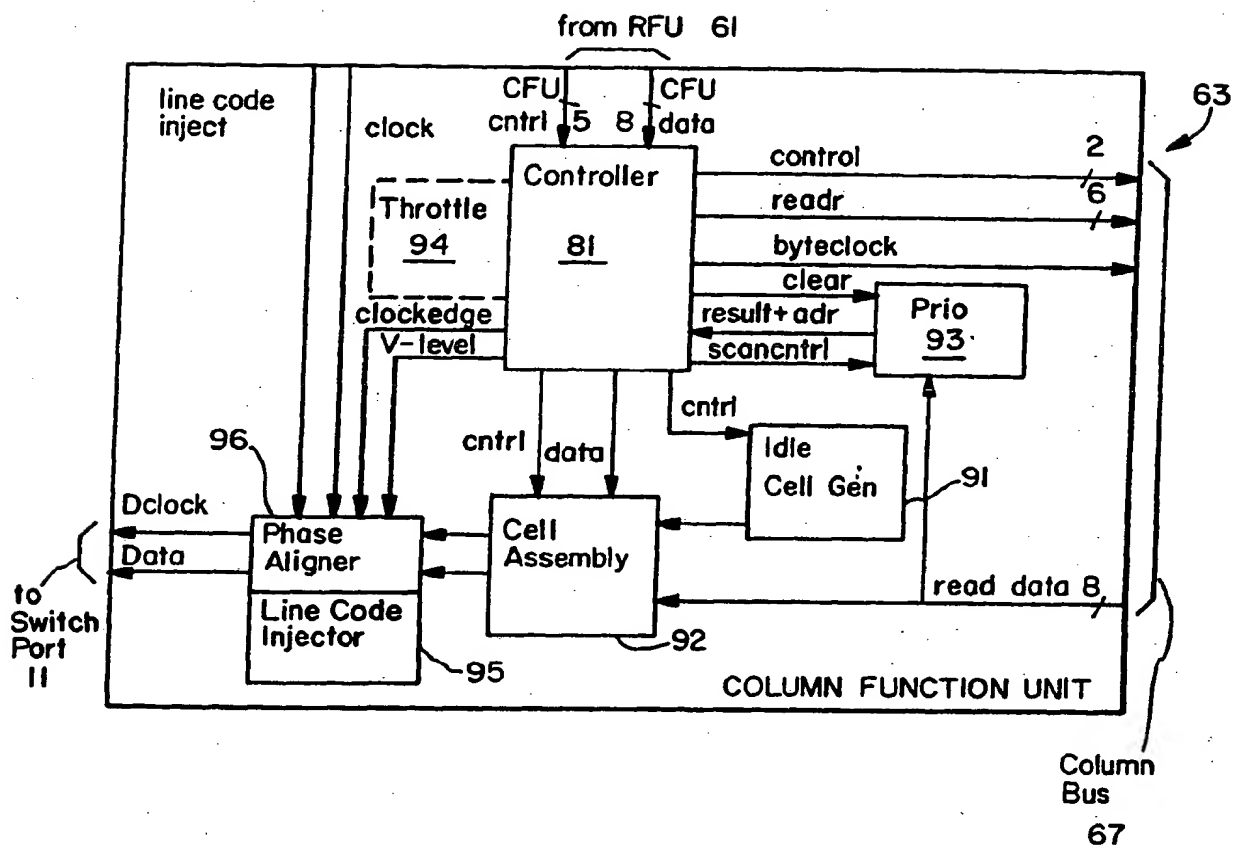 from RFU 61
line code
inject
clock
CFU
cntrl 5
CFU
8 data
63
Controller
81
Throttle
94
control
2
readr
6
byteclock
clear
result+adr
scancntrl
Prio
93
clockedge
V-level
cntrl
data
cntrl
Idle
Cell Gen
91
96
Dclock
Data
Phase
Aligner
Line Code
Injector
95
Cell
Assembly
92
read data 8
to
Switch
Port
11
COLUMN FUNCTION UNIT
Column
Bus
67